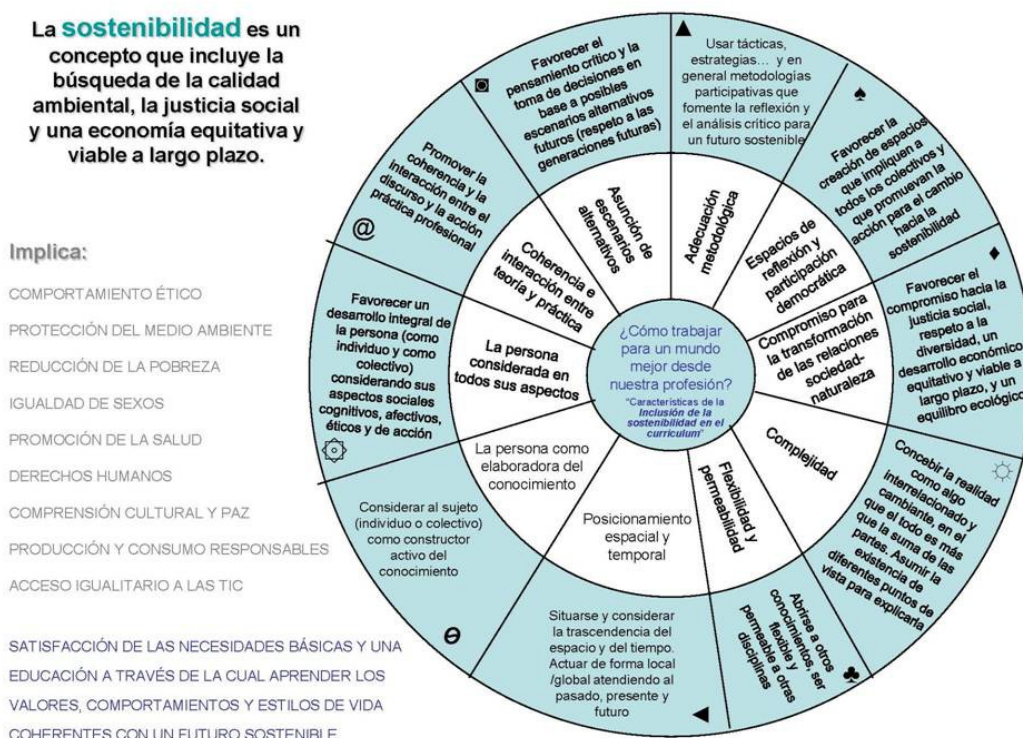 La sostenibilidad es un
concepto que incluye la
búsqueda de la calidad
ambiental, la justicia social
y una economía equitativa y
viable a largo plazo.
Implica:
COMPORTAMIENTO ÉTICO
PROTECCIÓN DEL MEDIO AMBIENTE
REDUCCIÓN DE LA POBREZA
IGUALDAD DE SEXOS
PROMOCIÓN DE LA SALUD
DERECHOS HUMANOS
COMPRENSIÓN CULTURAL Y PAZ
PRODUCCIÓN Y CONSUMO RESPONSABLES
ACCESO IGUALITARIO A LAS TIC
SATISFACCIÓN DE LAS NECESIDADES BÁSICAS Y UNA
EDUCACIÓN A TRAVÉS DE LA CUAL APRENDER LOS
VALORES, COMPORTAMIENTOS Y ESTILOS DE VIDA
COHERENTES CON UN FUTURO SOSTENIBLE
¿Cómo trabajar
para un mundo
mejor desde
nuestra profesión?
"Características de la
Inclusión de la
sostenibilidad en el
curriculum"
Usar tácticas,
estrategias... y en
general metodologías
participativas que
fomente la reflexión y
el análisis crítico para
un futuro sostenible
Adecuación
metodológica
Favorecer la
creación de espacios
que impliquen a
todos los colectivos y
que promuevan la
acción para el cambio
hacia la
sostenibilidad
Espacios de
reflexión y
participación
democrática
Favorecer el
compromiso hacia la
justicia social,
respeto a la
diversidad, un
desarrollo económico
equitativo y viable a
largo plazo, y un
equilibro ecológico
Compromiso para
la transformación
de las relaciones
sociedad-
naturaleza
Concebir la realidad
como algo
interrelacionado y
cambiante, en el
que el todo es más
que la suma de las
partes. Asumir la
existencia de
diferentes puntos de
vista para explicarla
Complejidad
Abrirse a otros
conocimientos, ser
flexible y
permeable a otras
disciplinas
Flexibilidad y
permeabilidad
Situarse y considerar
la trascendencia del
espacio y del tiempo.
Actuar de forma local
/global atendiendo al
pasado, presente y
futuro
Posicionamiento
espacial y
temporal
Considerar al sujeto
(individuo o colectivo)
como constructor
activo del
conocimiento
La persona como
elaboradora del
conocimiento
Favorecer un
desarrollo integral de
la persona (como
individuo y como
colectivo)
considerando sus
aspectos sociales
cognitivos, afectivos,
éticos y de acción
La persona
considerada en
todos sus aspectos
Promover la
coherencia y la
interacción entre el
discurso y la acción
práctica profesional
@
Coherencia e
interacción entre
teoría y práctica
Favorecer el
pensamiento crítico y la
toma de decisiones en
base a posibles
escenarios alternativos
futuros (respeto a las
generaciones futuras)
Asunción de
escenarios
alternativos